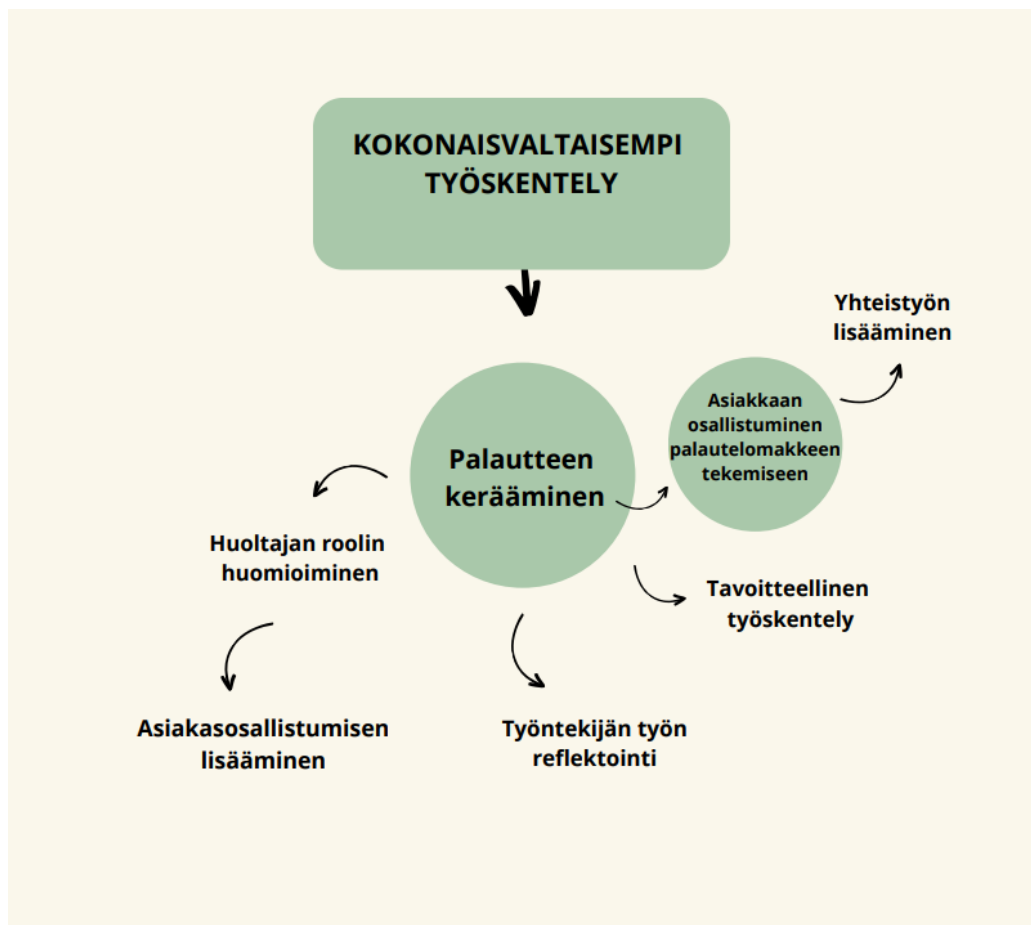 KOKONAISVALTAISEMPI
TYÖSKENTELY
Yhteistyön
lisääminen
Asiakkaan
osallistuminen
palautelomakkeen
tekemiseen
Palautteen
kerääminen
Huoltajan roolin
huomioiminen
Tavoitteellinen
työskentely
Asiakasosallistumisen
lisääminen
Työntekijän työn
reflektointi